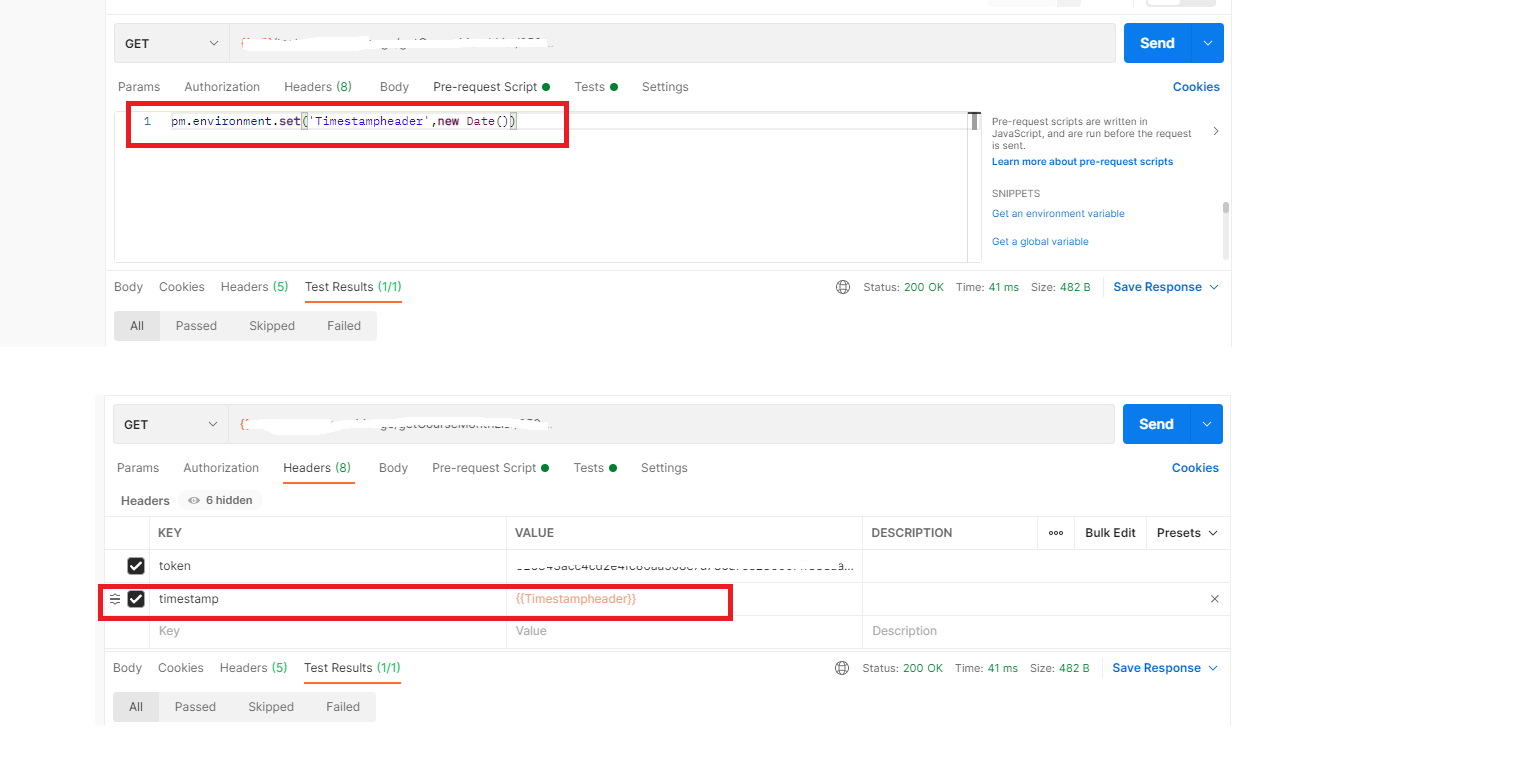 GET
Send
Params Authorization Headers (8) Body Pre-request Script Tests Settings Cookies
1 pm.environment.set('Timestampheader',new Date())
Pre-request scripts are written in
JavaScript, and are run before the request
is sent.
Learn more about pre-request scripts
SNIPPETS
Get an environment variable
Get a global variable
Body Cookies Headers (5) Test Results (1/1) Status: 200 OK Time: 41 ms Size: 482 B Save Response
All Passed Skipped Failed
GET
Send
Params Authorization Headers (8) Body Pre-request Script Tests Settings Cookies
Headers 6 hidden
KEY VALUE DESCRIPTION Bulk Edit Presets
token
timestamp {{Timestampheader}}
Key Value Description
Body Cookies Headers (5) Test Results (1/1) Status: 200 OK Time: 41 ms Size: 482 B Save Response
All Passed Skipped Failed